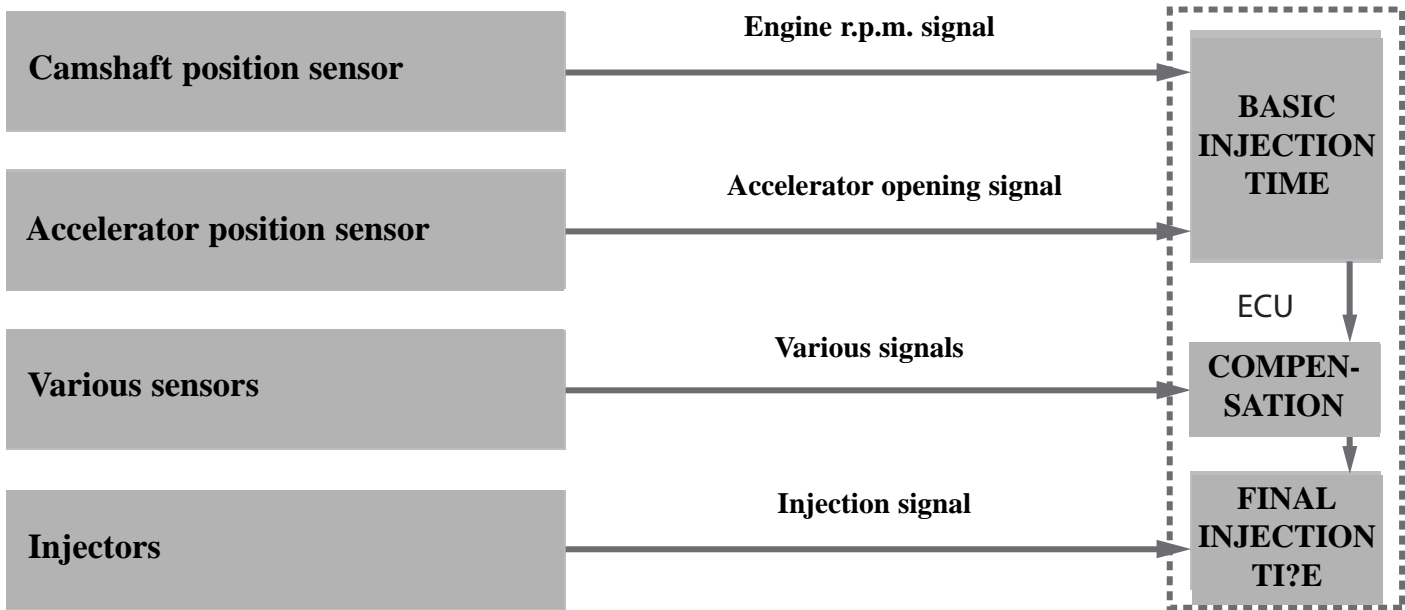 Engine r.p.m. signal
Camshaft position sensor
BASIC
INJECTION
TIME
Accelerator opening signal
Accelerator position sensor
ECU
Various signals
Various sensors
COMPEN-
SATION
Injection signal
Injectors
FINAL
INJECTION
TI?E